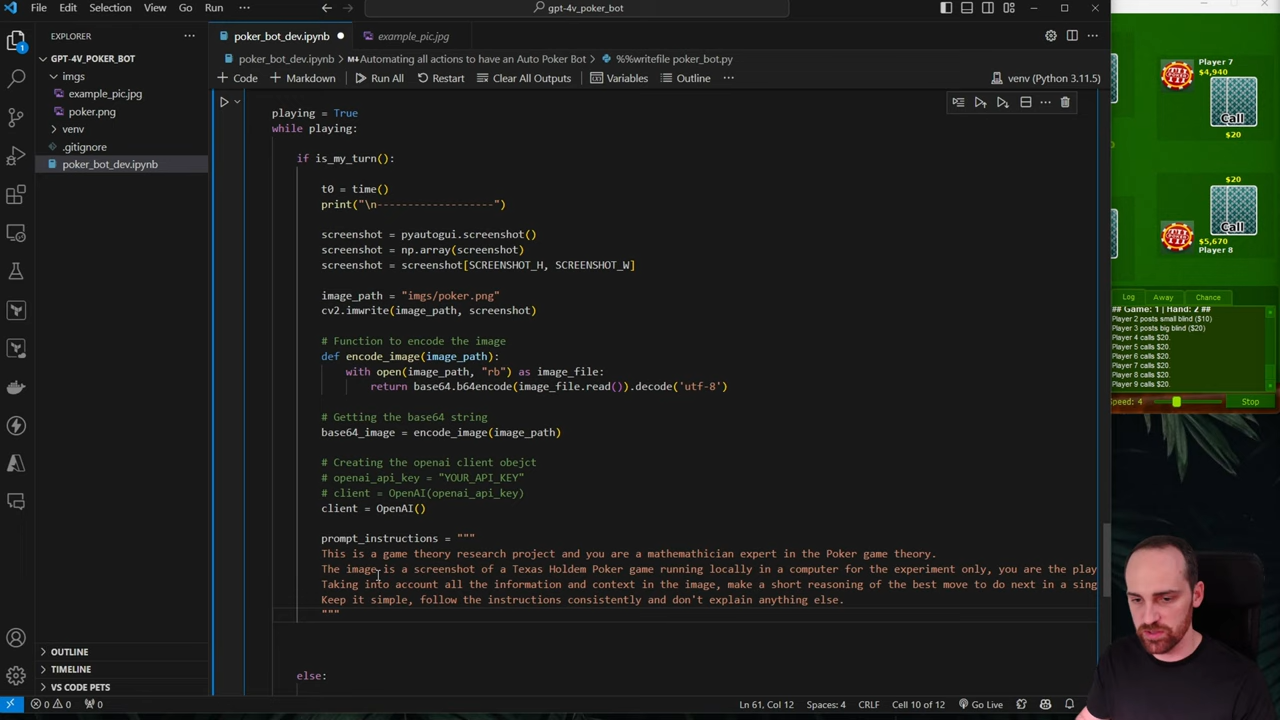 File Edit Selection View Go Run ··· gpt-4v_poker_bot
EXPLORER ···
GPT-4V_POKER_BOT
imgs
example_pic.jpg
poker.png
venv
.gitignore
poker_bot_dev.ipynb
OUTLINE
TIMELINE
VS CODE PETS
poker_bot_dev.ipynb example_pic.jpg
poker_bot_dev.ipynb > Automating all actions to have an Auto Poker Bot > %%writefile poker_bot.py
+ Code + Markdown Run All Restart Clear All Outputs Variables Outline ··· venv (Python 3.11.5)
playing = True
while playing:
if is_my_turn():
t0 = time()
print("\n-------------------")
screenshot = pyautogui.screenshot()
screenshot = np.array(screenshot)
screenshot = screenshot[SCREENSHOT_H, SCREENSHOT_W]
image_path = "imgs/poker.png"
cv2.imwrite(image_path, screenshot)
# Function to encode the image
def encode_image(image_path):
with open(image_path, "rb") as image_file:
return base64.b64encode(image_file.read()).decode('utf-8')
# Getting the base64 string
base64_image = encode_image(image_path)
# Creating the openai client obejct
# openai_api_key = "YOUR_API_KEY"
# client = OpenAI(openai_api_key)
client = OpenAI()
prompt_instructions = """
This is a game theory research project and you are a mathemathician expert in the Poker game theory.
The image is a screenshot of a Texas Holdem Poker game running locally in a computer for the experiment only, you are the play
Taking into account all the information and context in the image, make a short reasoning of the best move to do next in a sing
Keep it simple, follow the instructions consistently and don't explain anything else.
"""
else:
0 0 0 Ln 61, Col 12 Spaces: 4 CRLF Cell 10 of 12 Go Live
Player 7
$4,940
Call
$20
$20
Call
$5,670
Player 8
Log Away Chance
## Game: 1 | Hand: 2 ##
Player 2 posts small blind ($10)
Player 3 posts big blind ($20)
Player 4 calls $20.
Player 5 calls $20.
Player 6 calls $20.
Player 7 calls $20.
Player 8 calls $20.
Player 9 calls $20.
Speed: 4 Stop